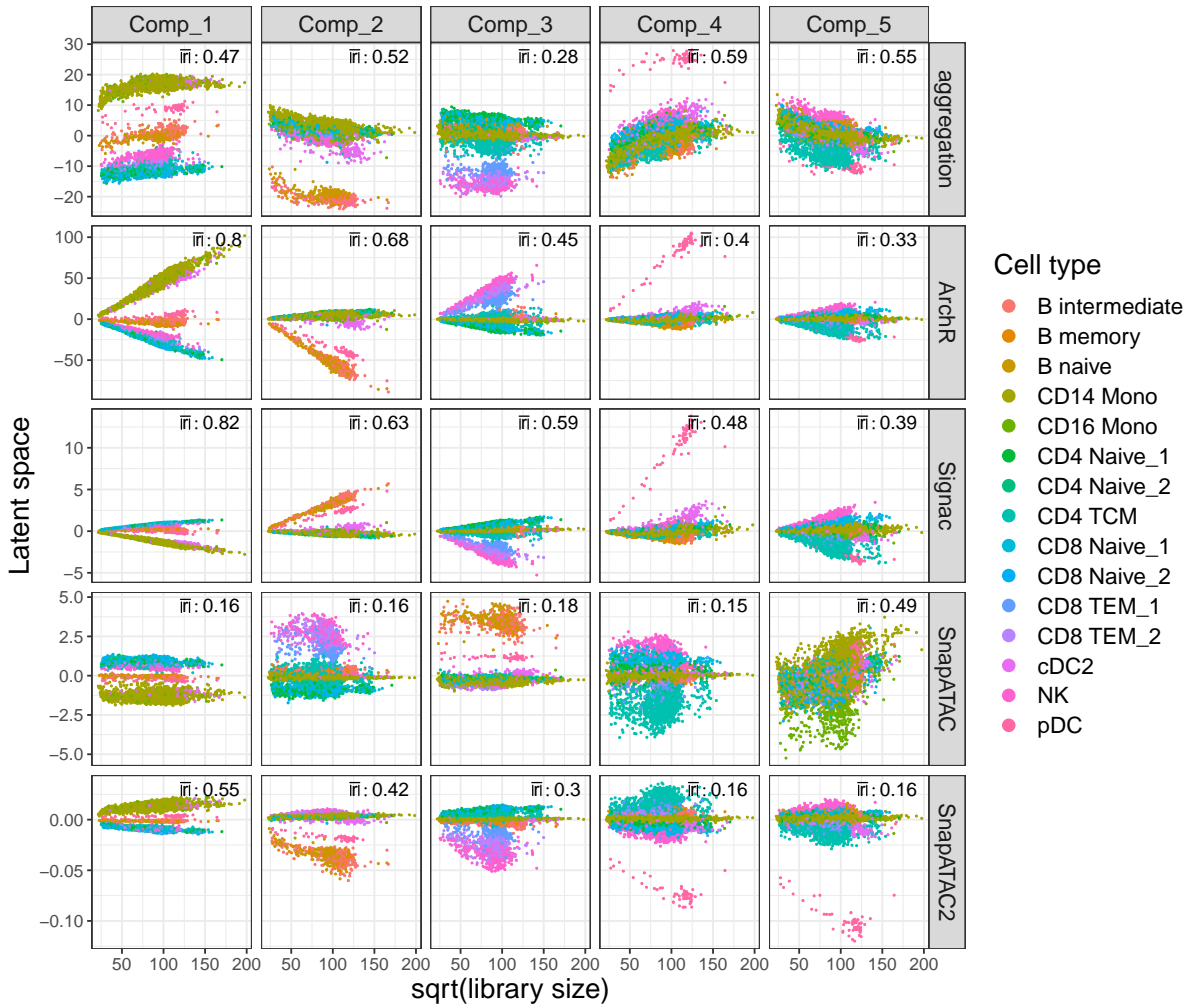 Comp_1 Comp_2 Comp_3 Comp_4 Comp_5
30
20
10
0
−10
−20
|r̅|: 0.47 |r̅|: 0.52 |r̅|: 0.28 |r̅|: 0.59 |r̅|: 0.55
aggregation
100
50
0
−50
|r̅|: 0.8 |r̅|: 0.68 |r̅|: 0.45 |r̅|: 0.4 |r̅|: 0.33
ArchR
10
5
0
−5
|r̅|: 0.82 |r̅|: 0.63 |r̅|: 0.59 |r̅|: 0.48 |r̅|: 0.39
Signac
5.0
2.5
0.0
−2.5
−5.0
|r̅|: 0.16 |r̅|: 0.16 |r̅|: 0.18 |r̅|: 0.15 |r̅|: 0.49
SnapATAC
0.00
−0.05
−0.10
|r̅|: 0.55 |r̅|: 0.42 |r̅|: 0.3 |r̅|: 0.16 |r̅|: 0.16
SnapATAC2
50 100 150 200 50 100 150 200 50 100 150 200 50 100 150 200 50 100 150 200
sqrt(library size)
Latent space
Cell type
B intermediate
B memory
B naive
CD14 Mono
CD16 Mono
CD4 Naive_1
CD4 Naive_2
CD4 TCM
CD8 Naive_1
CD8 Naive_2
CD8 TEM_1
CD8 TEM_2
cDC2
NK
pDC